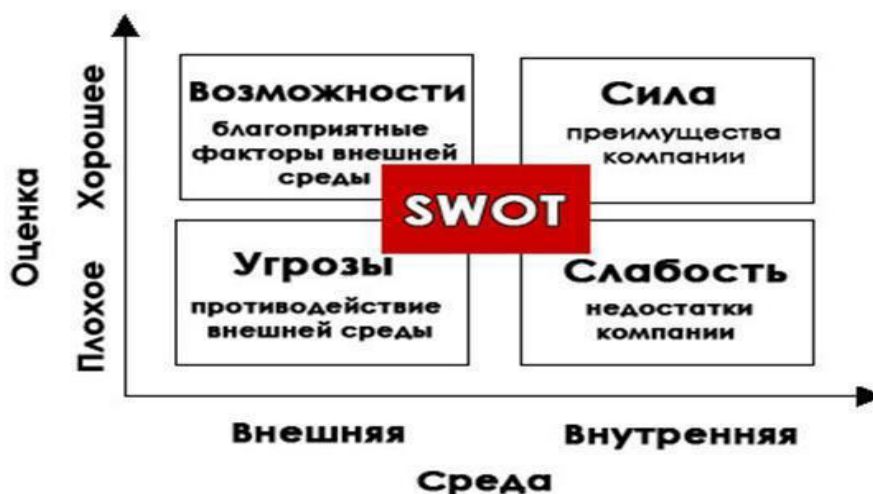 Оценка
Хорошее
Плохое
Возможности
благоприятные
факторы внешней
среды
Сила
преимущества
компании
SWOT
Угрозы
противодействие
внешней среды
Слабость
недостатки
компании
Внешняя
Внутренняя
Среда